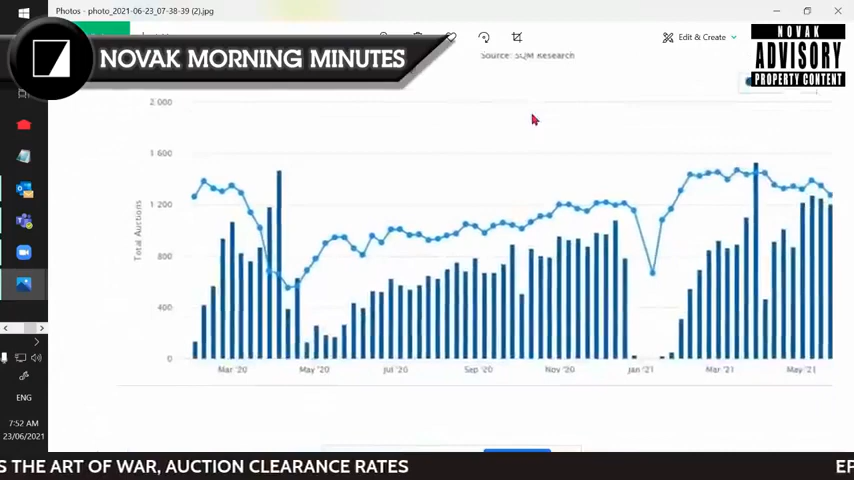 Photos - photo_2021-06-23_07-38-39 (2).jpg
NOVAK MORNING MINUTES
Edit & Create
NOVAK
ADVISORY
PROPERTY CONTENT
Source: SQM Research
2 000
1 600
1 200
800
400
0
Total Auctions
Mar '20
May '20
Jul '20
Sep '20
Nov '20
Jan '21
Mar '21
May '21
ENG
7:52 AM
23/06/2021
S THE ART OF WAR, AUCTION CLEARANCE RATES
EP